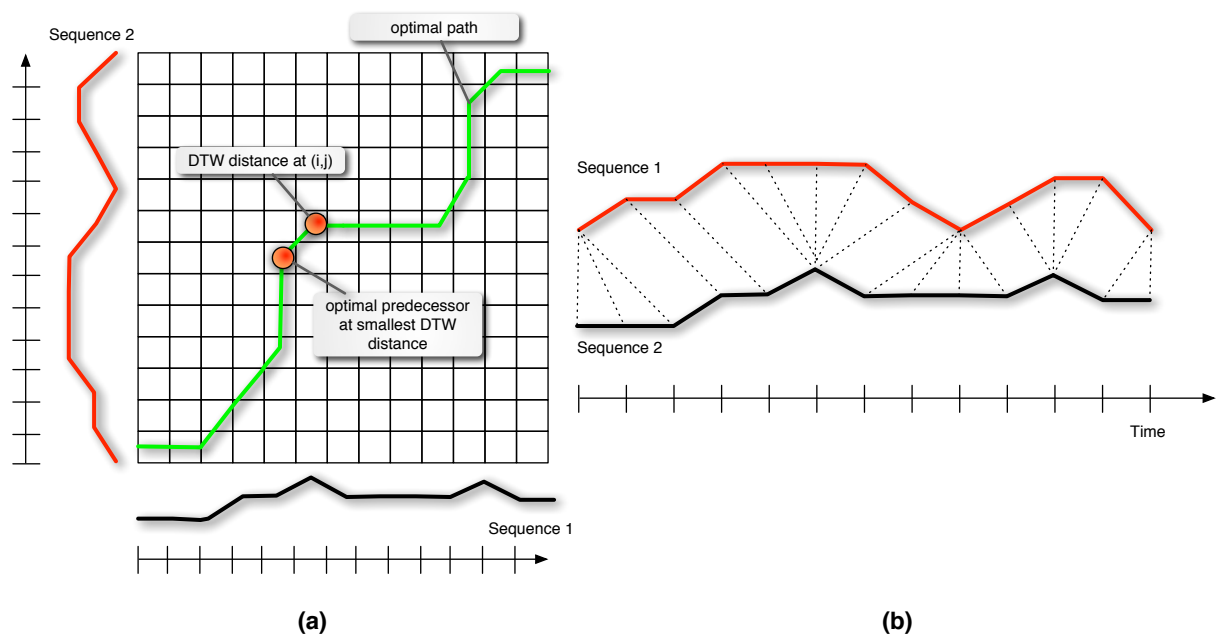 Sequence 2
optimal path
DTW distance at (i,j)
optimal predecessor
at smallest DTW
distance
Sequence 1
(a)
Sequence 1
Sequence 2
Time
(b)